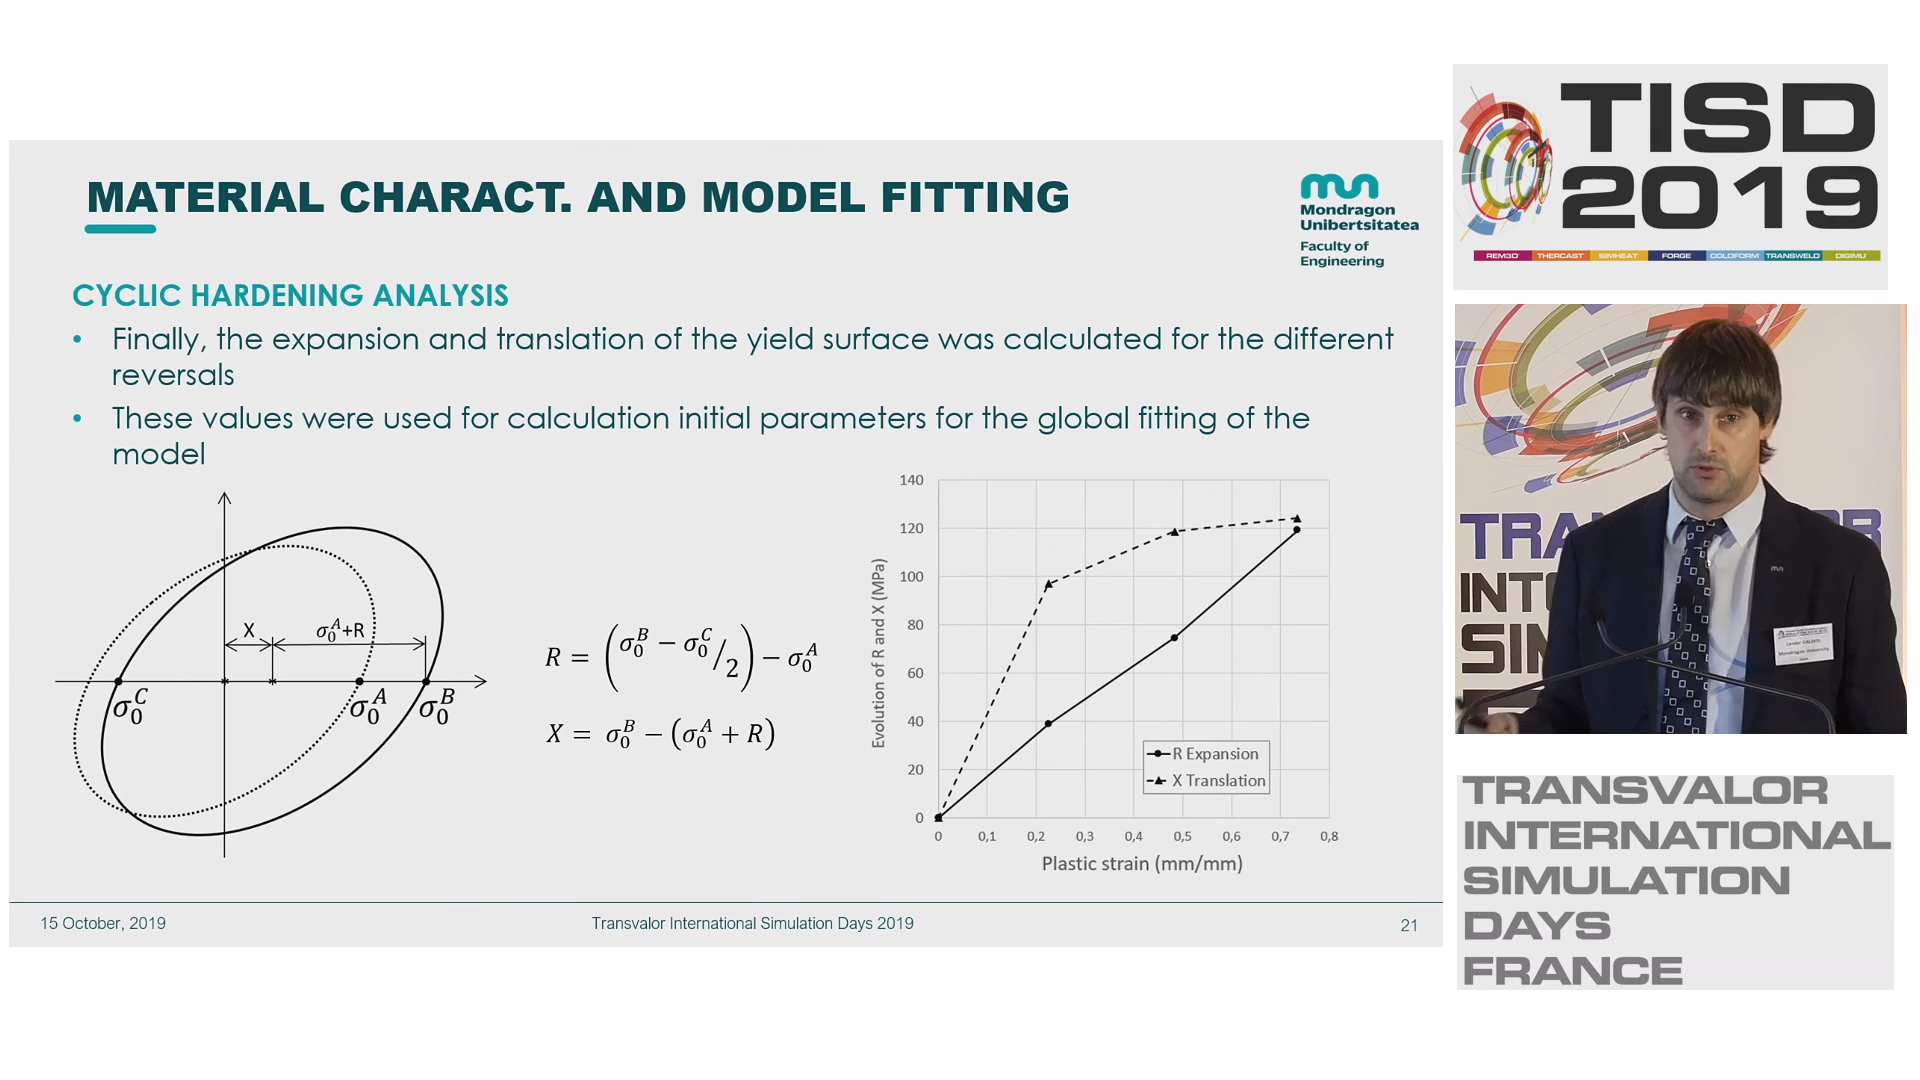 MATERIAL CHARACT. AND MODEL FITTING
mun
Mondragon
Unibertsitatea
Faculty of
Engineering
CYCLIC HARDENING ANALYSIS
• Finally, the expansion and translation of the yield surface was calculated for the different
reversals
• These values were used for calculation initial parameters for the global fitting of the
model
X
σ₀ᴬ+R
σ₀ᶜ
σ₀ᴬ
σ₀ᴮ
R = (σ₀ᴮ − σ₀ᶜ/2) − σ₀ᴬ
X = σ₀ᴮ − (σ₀ᴬ + R)
Evolution of R and X (MPa)
140
120
100
80
60
40
20
0
R Expansion
X Translation
0 0,1 0,2 0,3 0,4 0,5 0,6 0,7 0,8
Plastic strain (mm/mm)
15 October, 2019
Transvalor International Simulation Days 2019
21
TISD
2019
REM3D THERCAST SIMHEAT FORGE COLDFORM TRANSWELD DIGIMU
TRA
INT
SIM
Mondragon University
TRANSVALOR
INTERNATIONAL
SIMULATION
DAYS
FRANCE